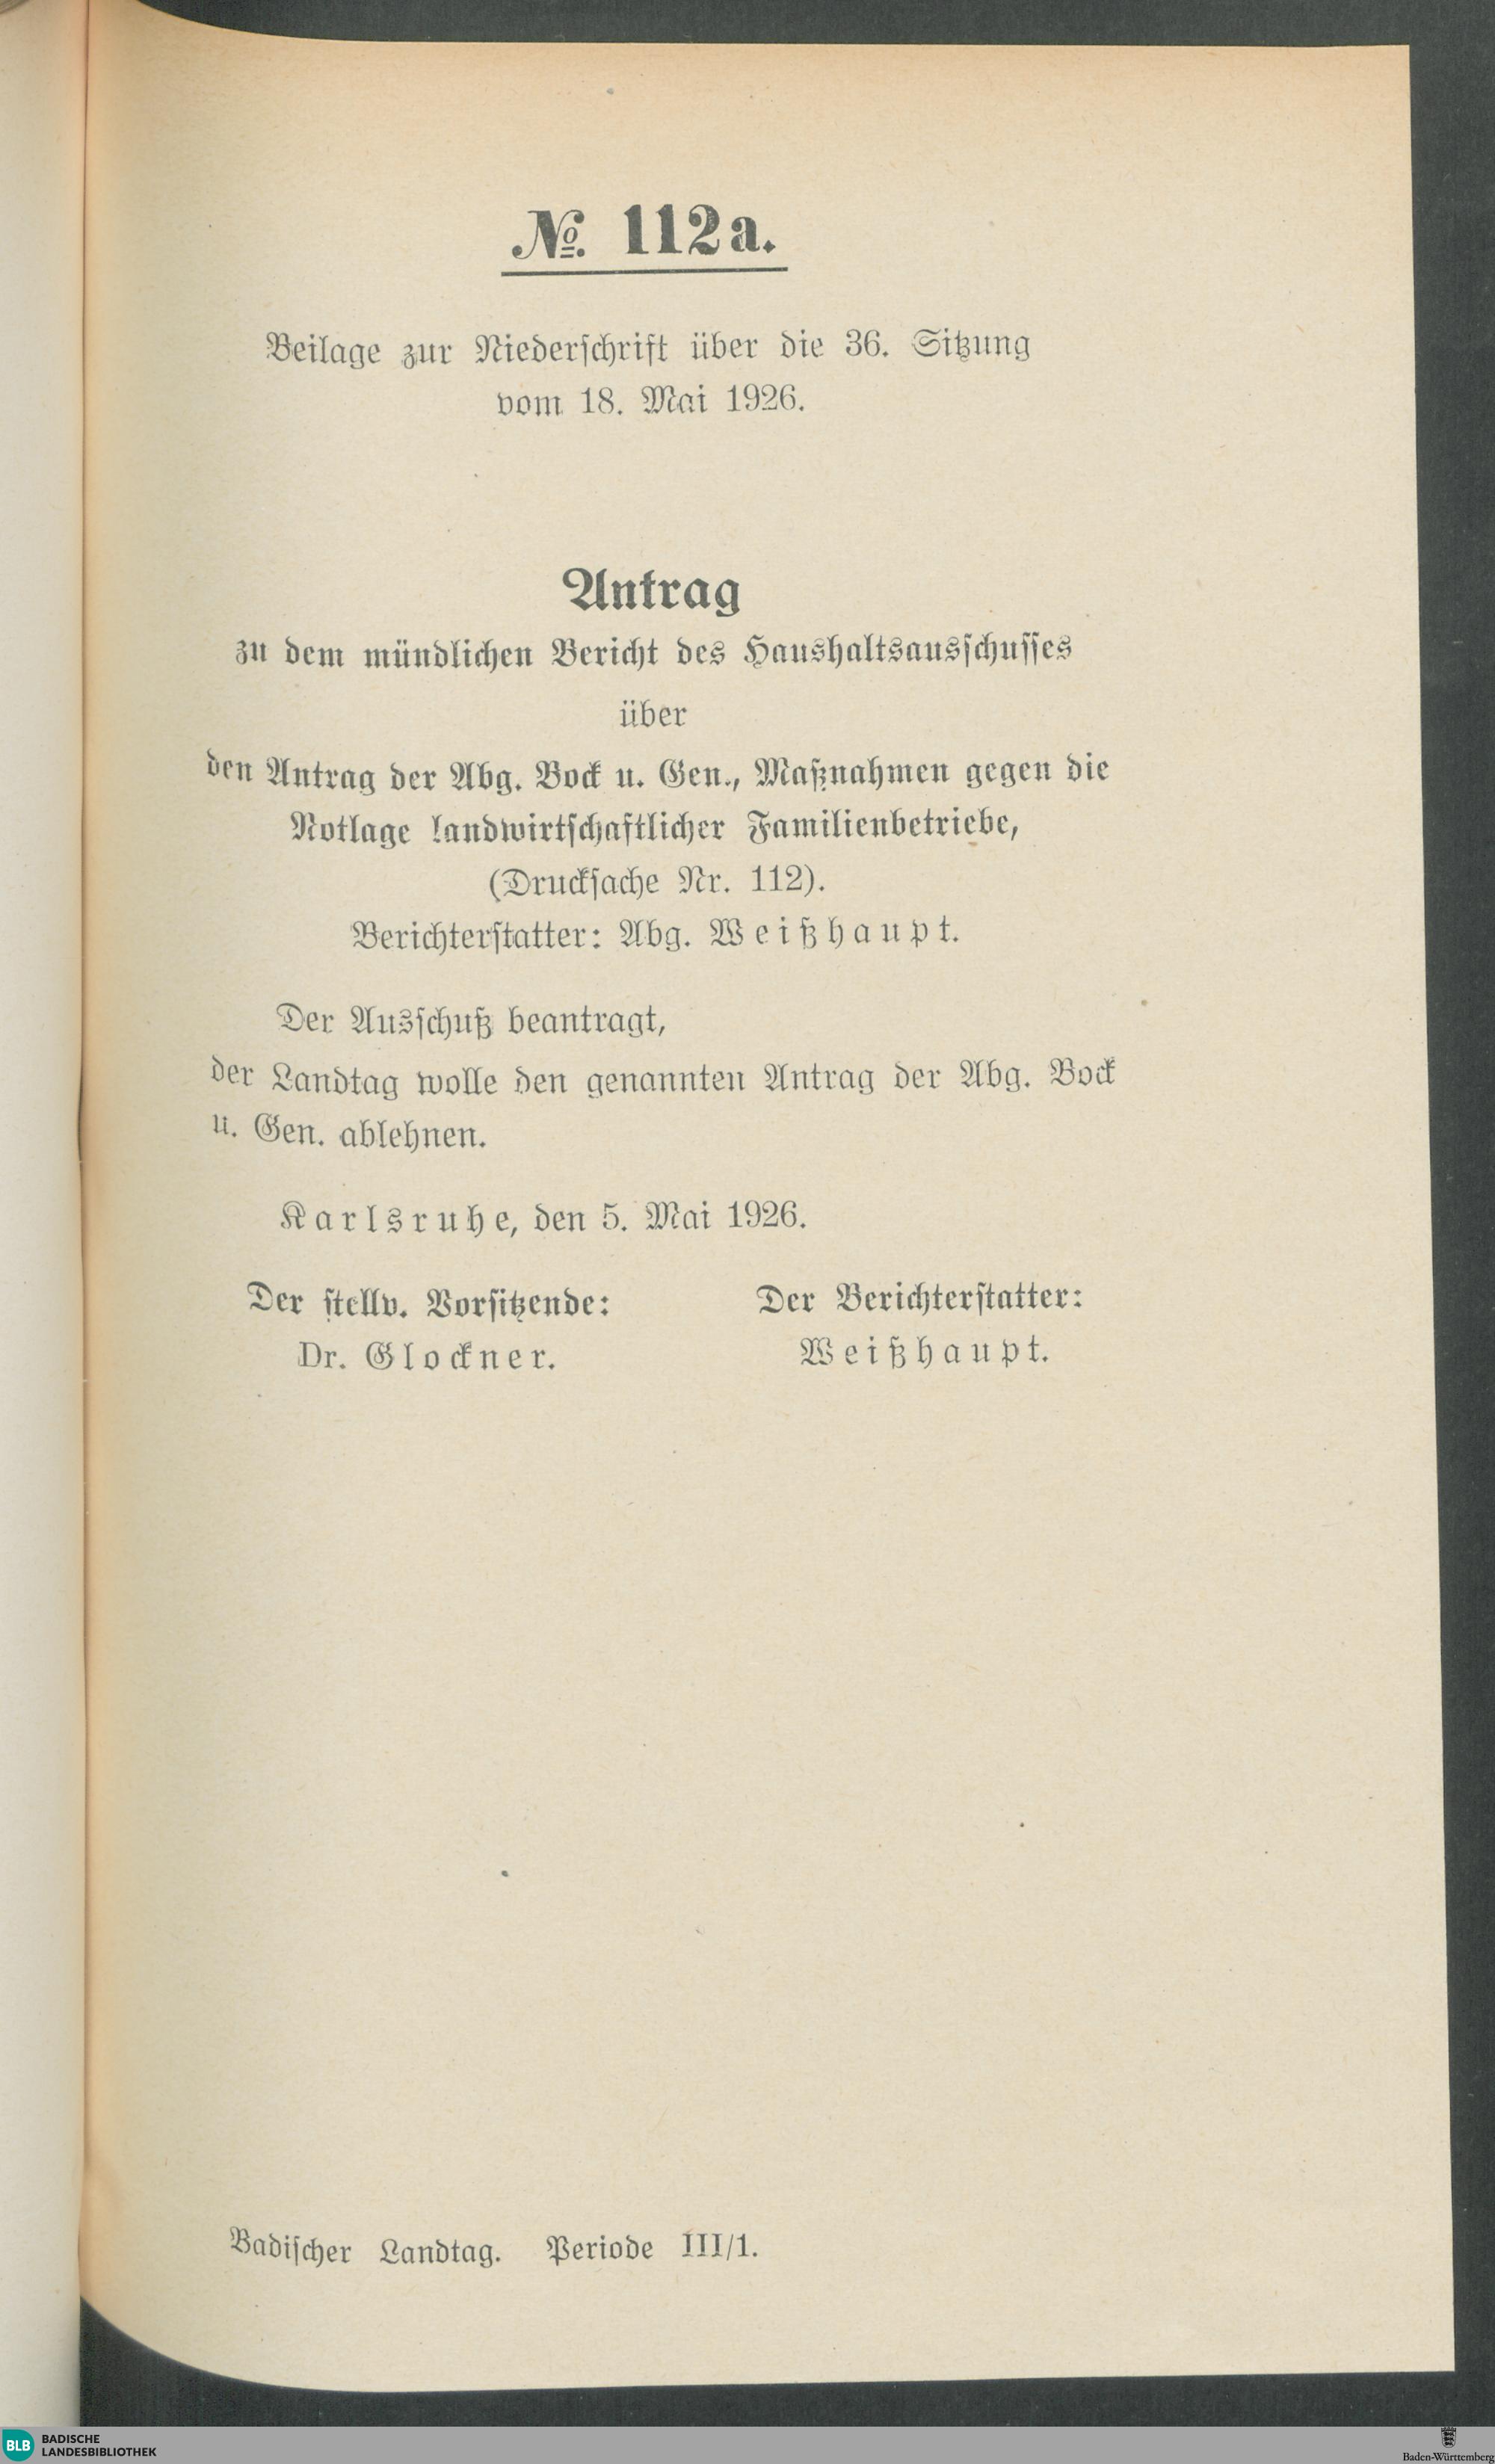 №. 112a.
Beilage zur Niederschrift über die 36. Sitzung
vom 18. Mai 1926.
Antrag
zu dem mündlichen Bericht des Haushaltsausschusses
über
den Antrag der Abg. Bock u. Gen., Maßnahmen gegen die
Notlage landwirtschaftlicher Familienbetriebe,
(Drucksache Nr. 112).
Berichterstatter: Abg. Weißhaupt.
Der Ausschuß beantragt,
der Landtag wolle den genannten Antrag der Abg. Bock
u. Gen. ablehnen.
Karlsruhe, den 5. Mai 1926.
Der stellv. Vorsitzende: Der Berichterstatter:
Dr. Glockner. Weißhaupt.
Badischer Landtag. Periode III/1.
BLB BADISCHE
LANDESBIBLIOTHEK
Baden-Württemberg